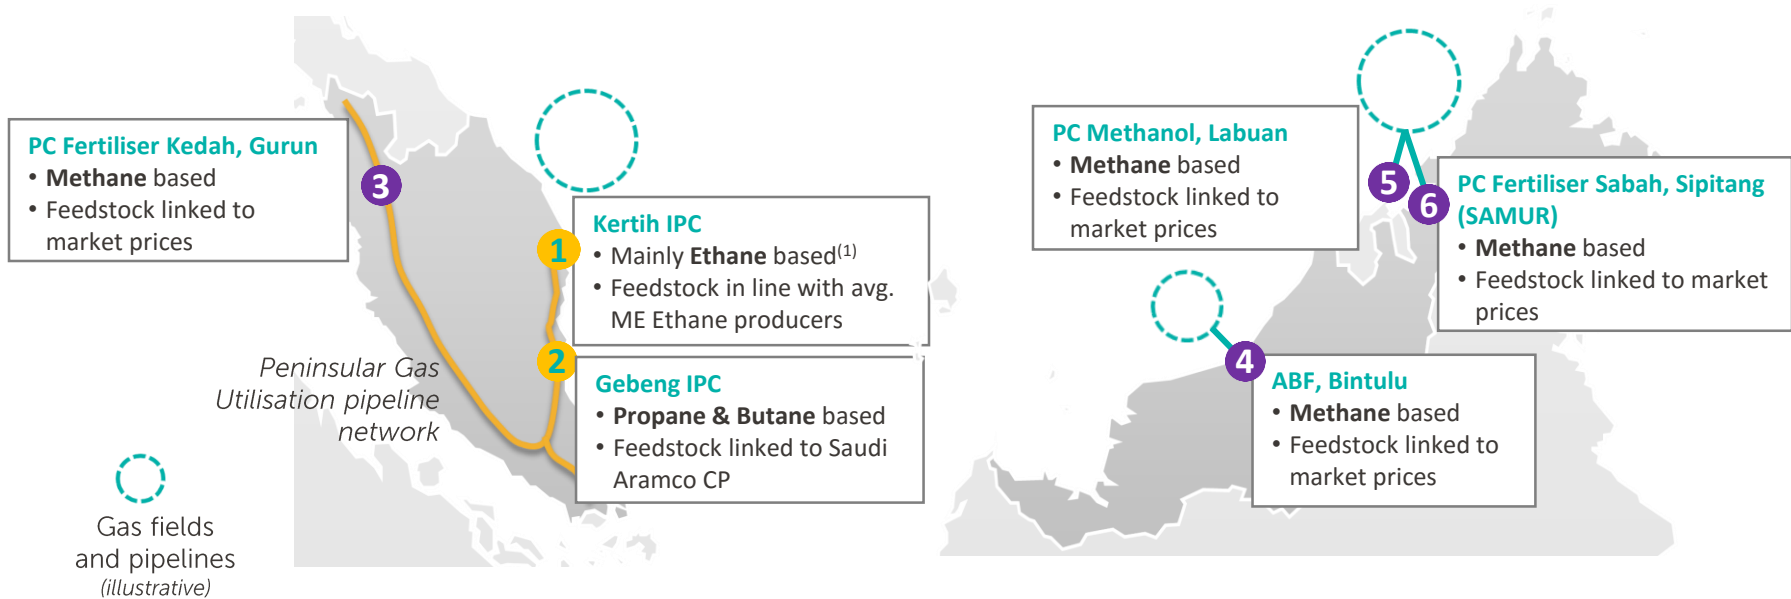 PC Fertiliser Kedah, Gurun
• Methane based
• Feedstock linked to
market prices
3
Kertih IPC
• Mainly Ethane based(1)
• Feedstock in line with avg.
ME Ethane producers
1
2
Gebeng IPC
• Propane & Butane based
• Feedstock linked to Saudi
Aramco CP
Peninsular Gas
Utilisation pipeline
network
Gas fields
and pipelines
(illustrative)
PC Methanol, Labuan
• Methane based
• Feedstock linked to
market prices
5
6
PC Fertiliser Sabah, Sipitang
(SAMUR)
• Methane based
• Feedstock linked to market
prices
4
ABF, Bintulu
• Methane based
• Feedstock linked to
market prices